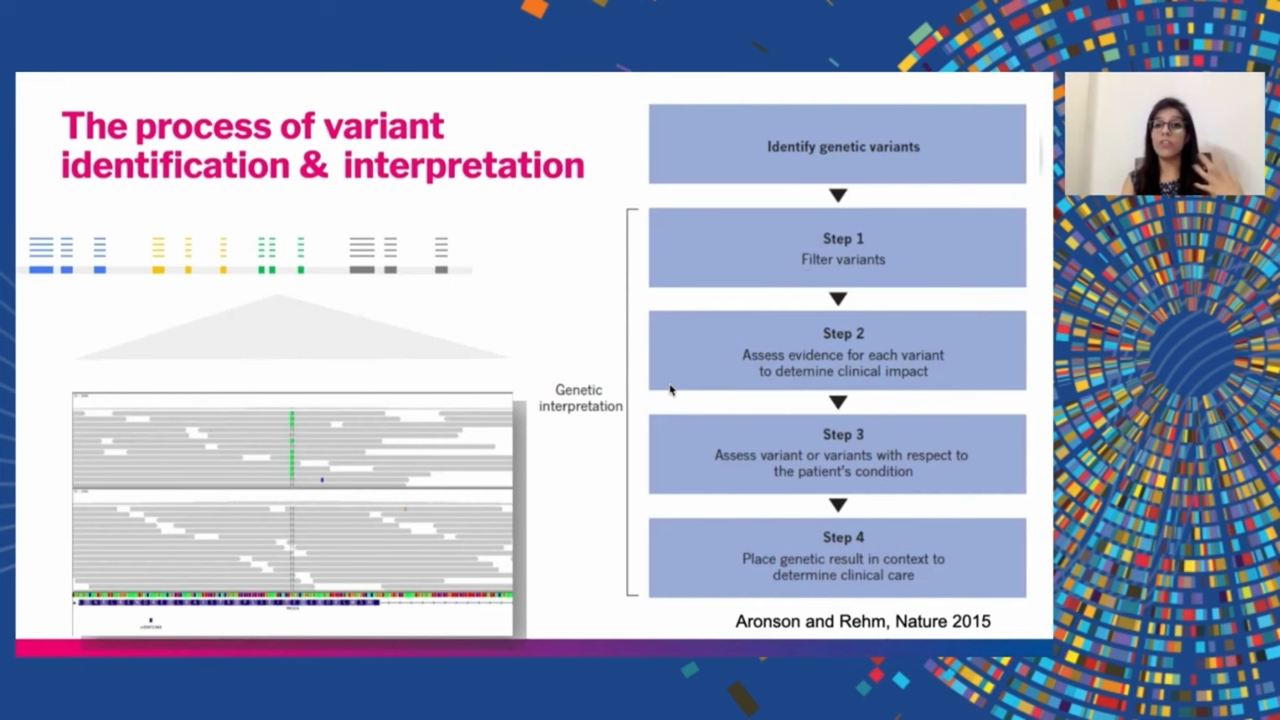 The process of variant
identification & interpretation
Identify genetic variants
Step 1
Filter variants
Step 2
Assess evidence for each variant
to detemine clinical impact
Genetic
interpretation
Step 3
Assess variant or variants with respect to
the patient's condition
Step 4
Place genetic result in context to
determine clinical care
Aronson and Rehm, Nature 2015